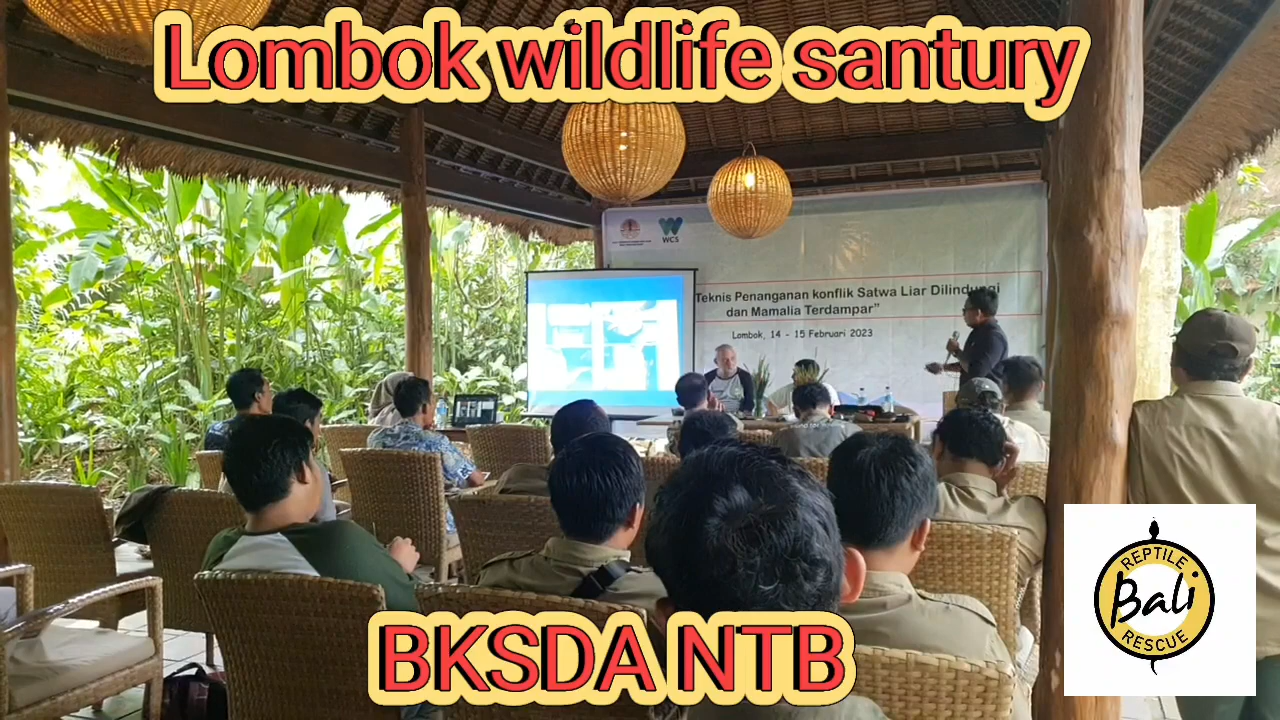 Lombok wildlife santury
WCS
Teknis Penanganan konflik Satwa Liar Dilindungi
dan Mamalia Terdampar"
Lombok, 14 - 15 Februari 2023
REPTILE
Bali
RESCUE
BKSDA NTB